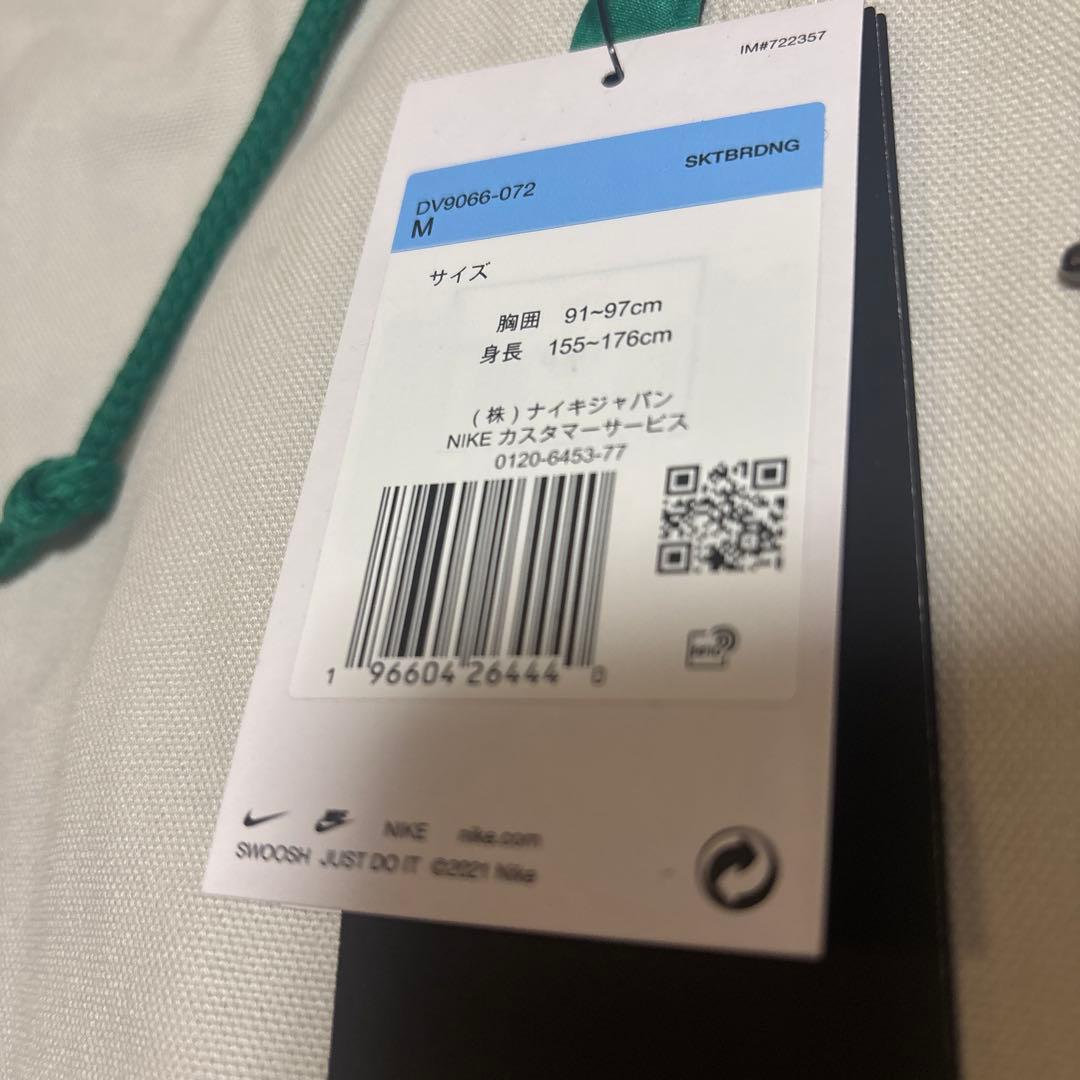 IM#722357
SKTBRDNG
DV9066-072
M
サイズ
胸囲 91~97cm
身長 155~176cm
(株)ナイキジャパン
NIKE カスタマーサービス
0120-6453-77
1 96604 26444 0
NIKE nike.com
SWOOSH JUST DO IT ©2021 Nike